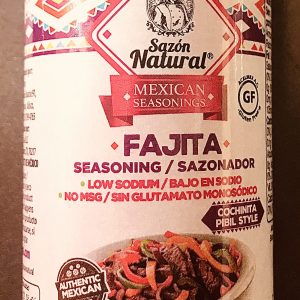 Sazón
Natural®
MEXICAN
SEASONINGS
GF
FAJITA
SEASONING / SAZONADOR
• LOW SODIUM / BAJO EN SODIO
• NO MSG / SIN GLUTAMATO MONOSÓDICO
COCHINITA
PIBIL STYLE
AUTHENTIC
MEXICAN